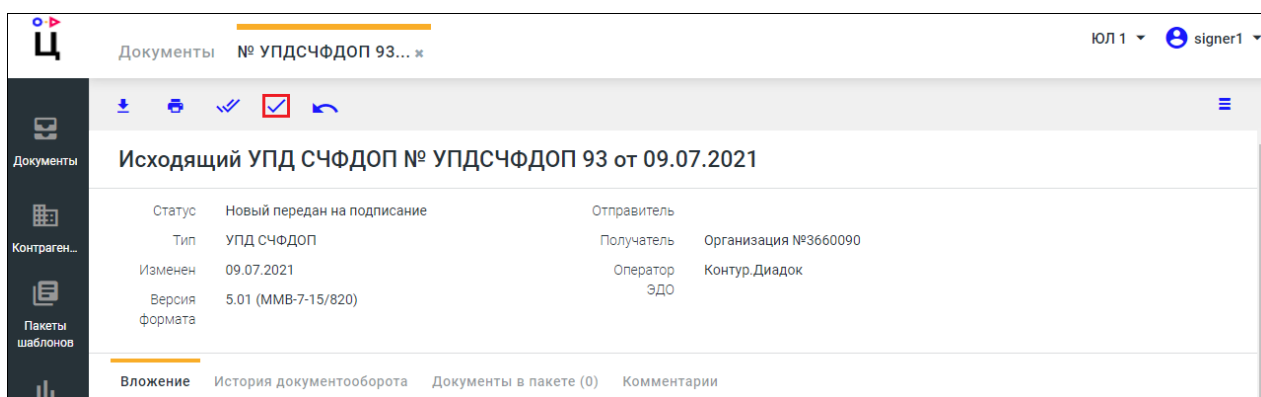 Ц
Документы № УПДСЧФДОП 93... ×
ЮЛ 1 signer1
Документы
Исходящий УПД СЧФДОП № УПДСЧФДОП 93 от 09.07.2021
Контраген...
Пакеты
шаблонов
Статус Новый передан на подписание
Тип УПД СЧФДОП
Изменен 09.07.2021
Версия
формата 5.01 (ММВ-7-15/820)
Отправитель
Получатель Организация №3660090
Оператор
ЭДО Контур.Диадок
Вложение История документооборота Документы в пакете (0) Комментарии